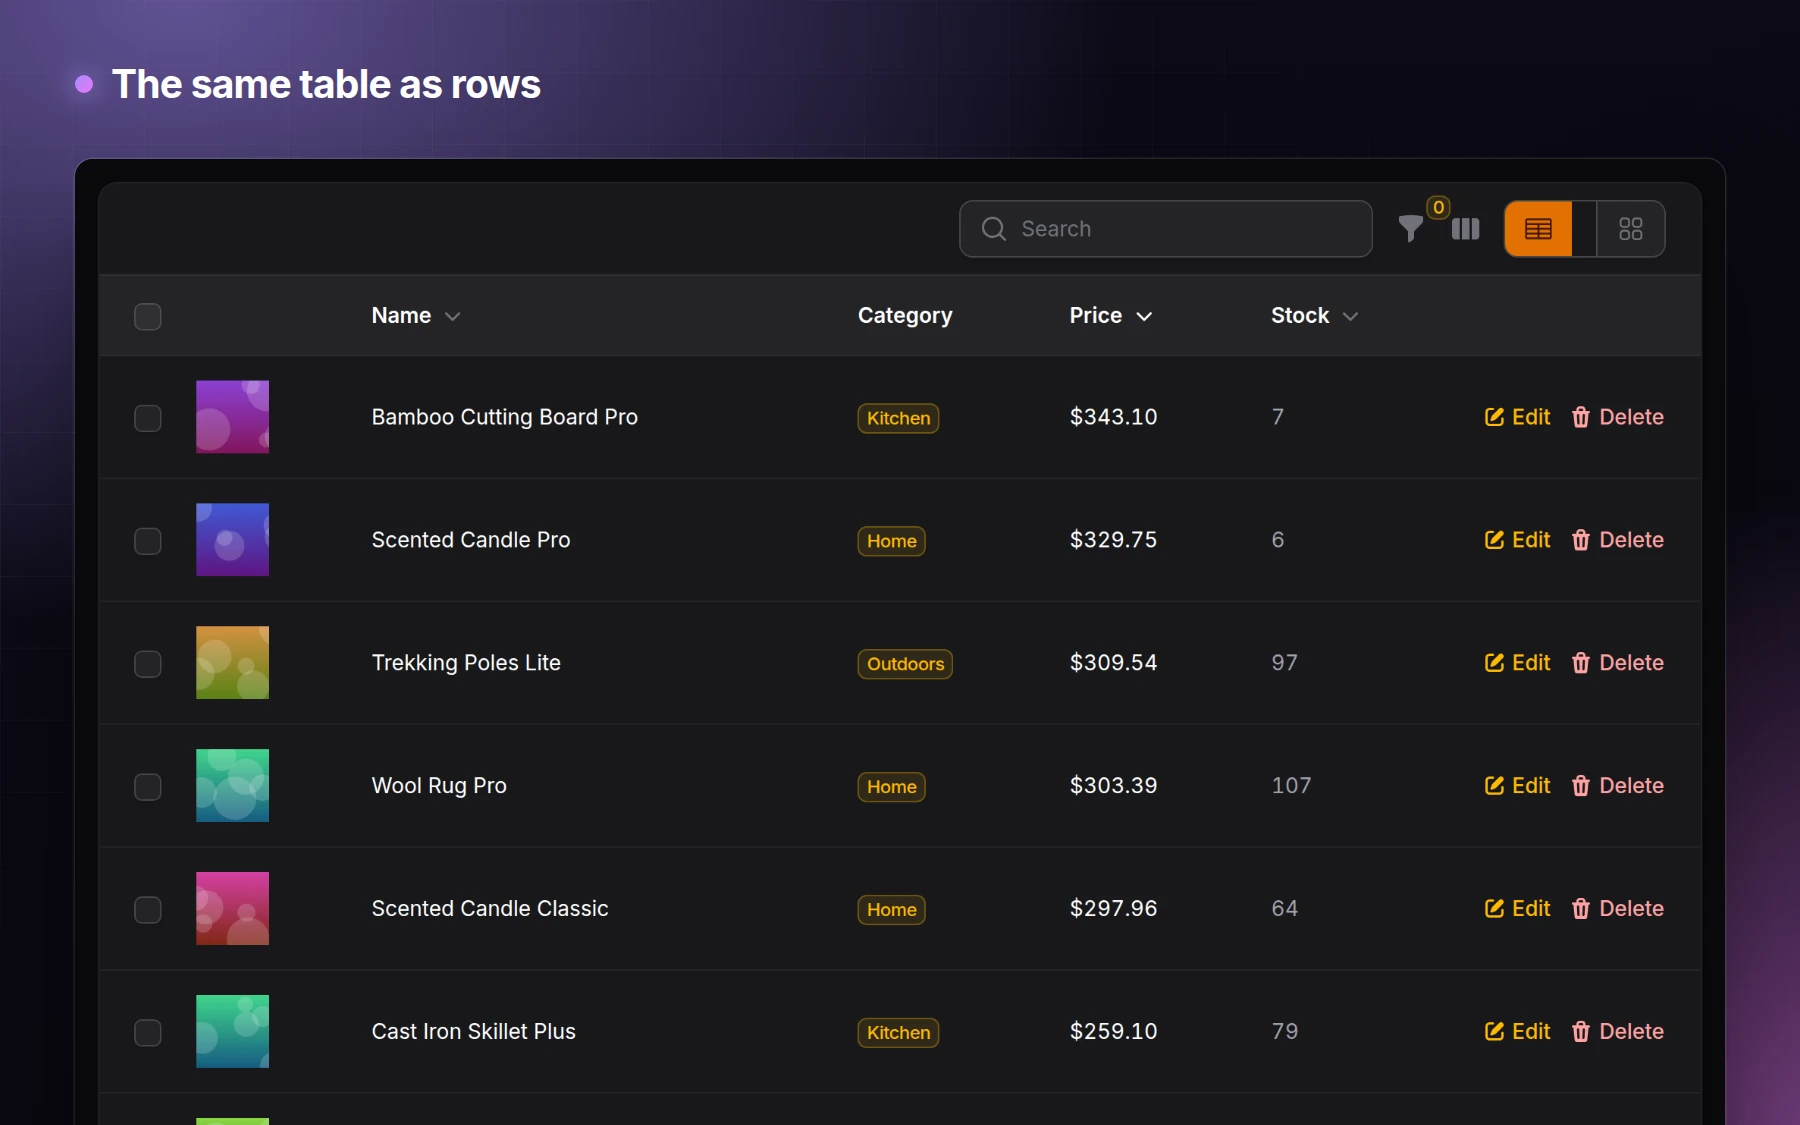 The same table as rows
Search
0
Name Category Price Stock
Bamboo Cutting Board Pro Kitchen $343.10 7 Edit Delete
Scented Candle Pro Home $329.75 6 Edit Delete
Trekking Poles Lite Outdoors $309.54 97 Edit Delete
Wool Rug Pro Home $303.39 107 Edit Delete
Scented Candle Classic Home $297.96 64 Edit Delete
Cast Iron Skillet Plus Kitchen $259.10 79 Edit Delete